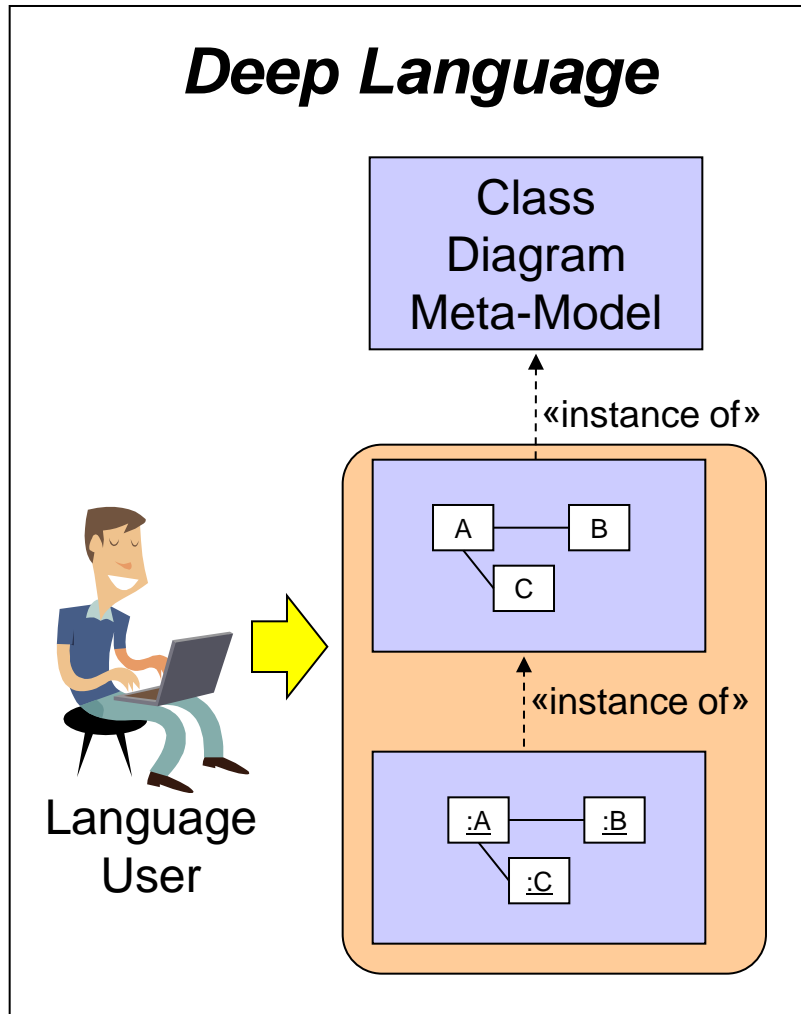 Deep Language
Class
Diagram
Meta-Model
«instance of»
A
B
C
«instance of»
:A
:B
:C
Language
User